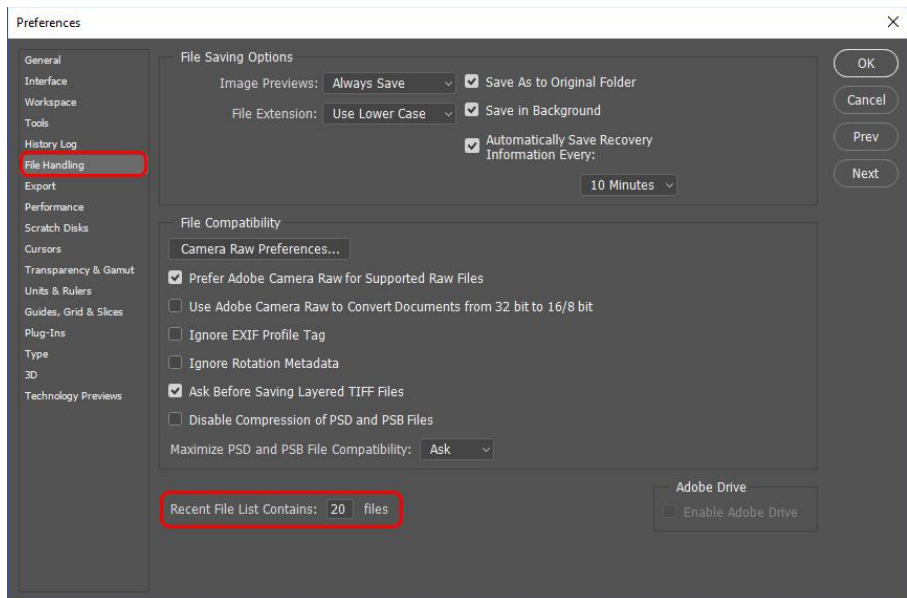 Preferences
General
Interface
Workspace
Tools
History Log
File Handling
Export
Performance
Scratch Disks
Cursors
Transparency & Gamut
Units & Rulers
Guides, Grid & Slices
Plug-Ins
Type
3D
Technology Previews
File Saving Options
Image Previews: Always Save
Save As to Original Folder
File Extension: Use Lower Case
Save in Background
Automatically Save Recovery
Information Every:
10 Minutes
File Compatibility
Camera Raw Preferences...
Prefer Adobe Camera Raw for Supported Raw Files
Use Adobe Camera Raw to Convert Documents from 32 bit to 16/8 bit
Ignore EXIF Profile Tag
Ignore Rotation Metadata
Ask Before Saving Layered TIFF Files
Disable Compression of PSD and PSB Files
Maximize PSD and PSB File Compatibility: Ask
Recent File List Contains: 20 files
Adobe Drive
Enable Adobe Drive
OK
Cancel
Prev
Next